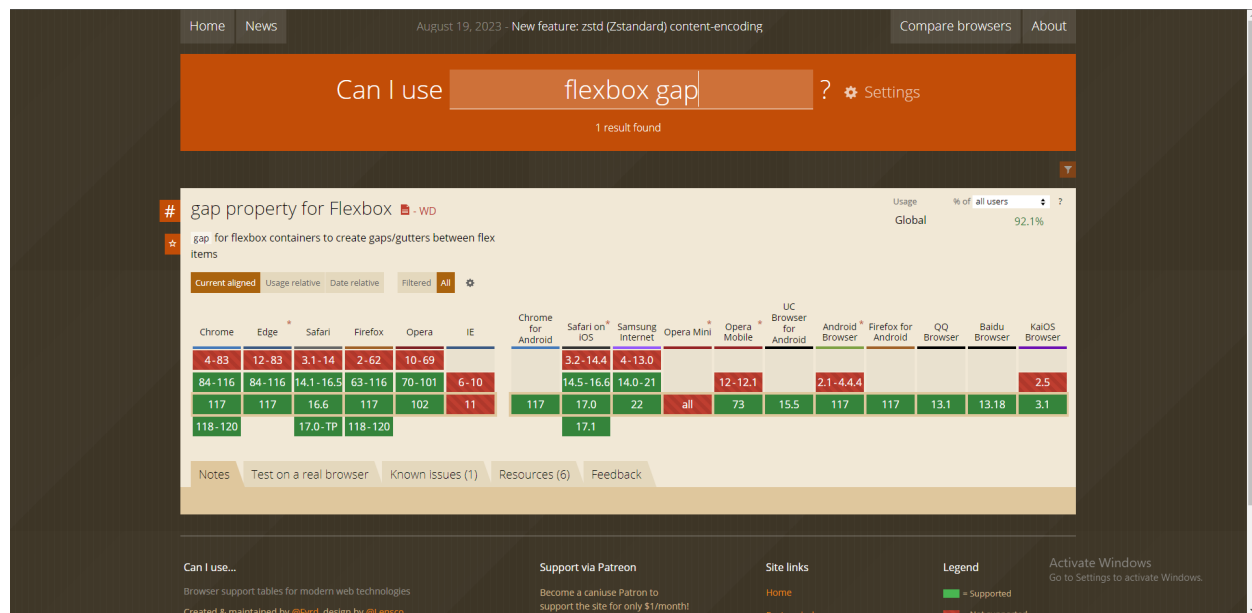 Home News August 19, 2023 - New feature: zstd (Zstandard) content-encoding Compare browsers About
Can I use flexbox gap ? Settings
1 result found
# gap property for Flexbox - WD
Usage % of all users ?
Global 92.1%
gap for flexbox containers to create gaps/gutters between flex
items
Current aligned Usage relative Date relative Filtered All
Chrome Edge * Safari Firefox Opera IE Chrome for Android Safari on iOS * Samsung Internet Opera Mini * Opera Mobile * UC Browser for Android Android Browser * Firefox for Android QQ Browser Baidu Browser KaiOS Browser
4-83 12-83 3.1-14 2-62 10-69 3.2-14.4 4-13.0
84-116 84-116 14.1-16.5 63-116 70-101 6-10 14.5-16.6 14.0-21 12-12.1 2.1-4.4.4 2.5
117 117 16.6 117 102 11 117 17.0 22 all 73 15.5 117 117 13.1 13.18 3.1
118-120 17.0-TP 118-120 17.1
Notes Test on a real browser Known issues (1) Resources (6) Feedback
Can I use...
Browser support tables for modern web technologies
Created & maintained by @Fyrd, design by @Lensco.
Support via Patreon
Become a caniuse Patron to
support the site for only $1/month!
Site links
Home
Legend
= Supported
= Not supported
Activate Windows
Go to Settings to activate Windows.